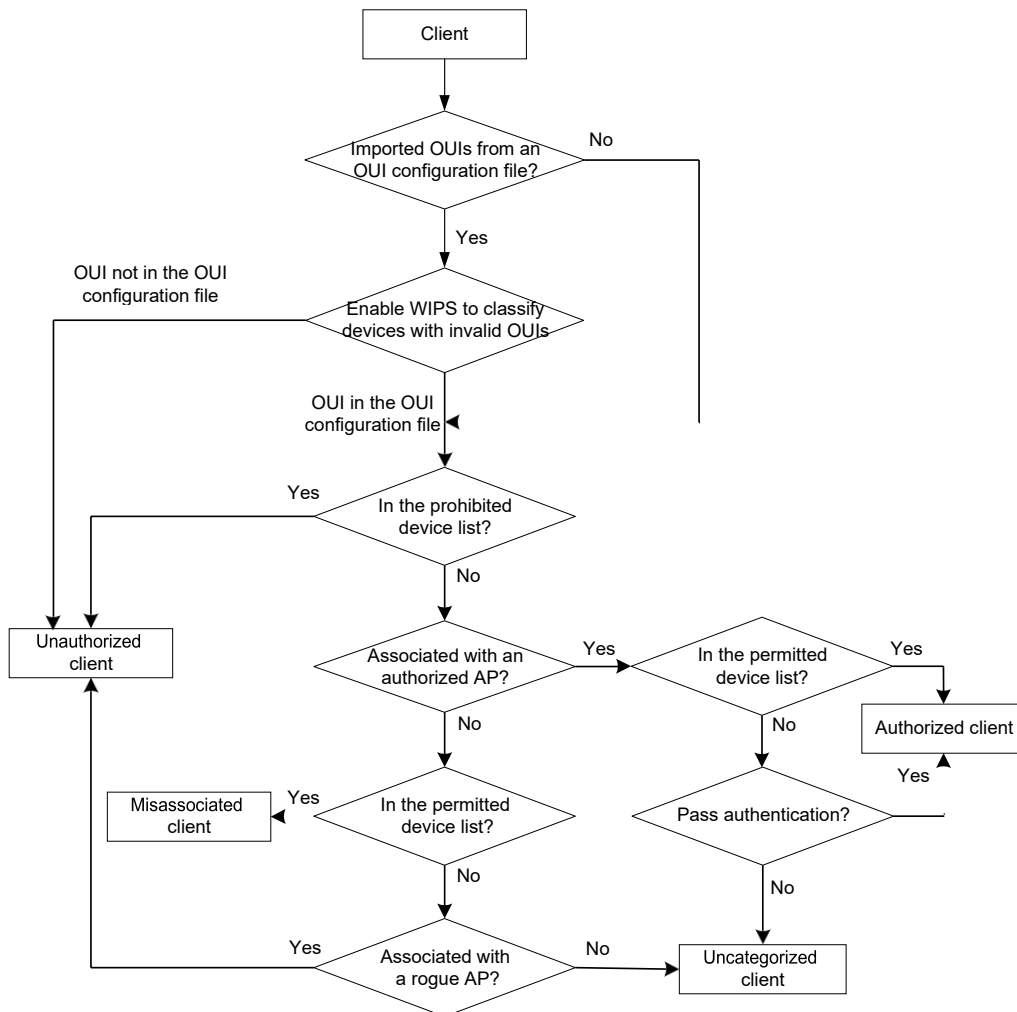 Client
Imported OUIs from an
OUI configuration file?
No
Yes
OUI not in the OUI
configuration file
Enable WIPS to classify
devices with invalid OUIs
OUI in the OUI
configuration file
Yes
In the prohibited
device list?
No
Unauthorized
client
Associated with an
authorized AP?
Yes
In the permitted
device list?
Yes
No
No
Authorized client
Misassociated
client
Yes
In the permitted
device list?
Pass authentication?
Yes
No
No
Yes
Associated with
a rogue AP?
No
Uncategorized
client